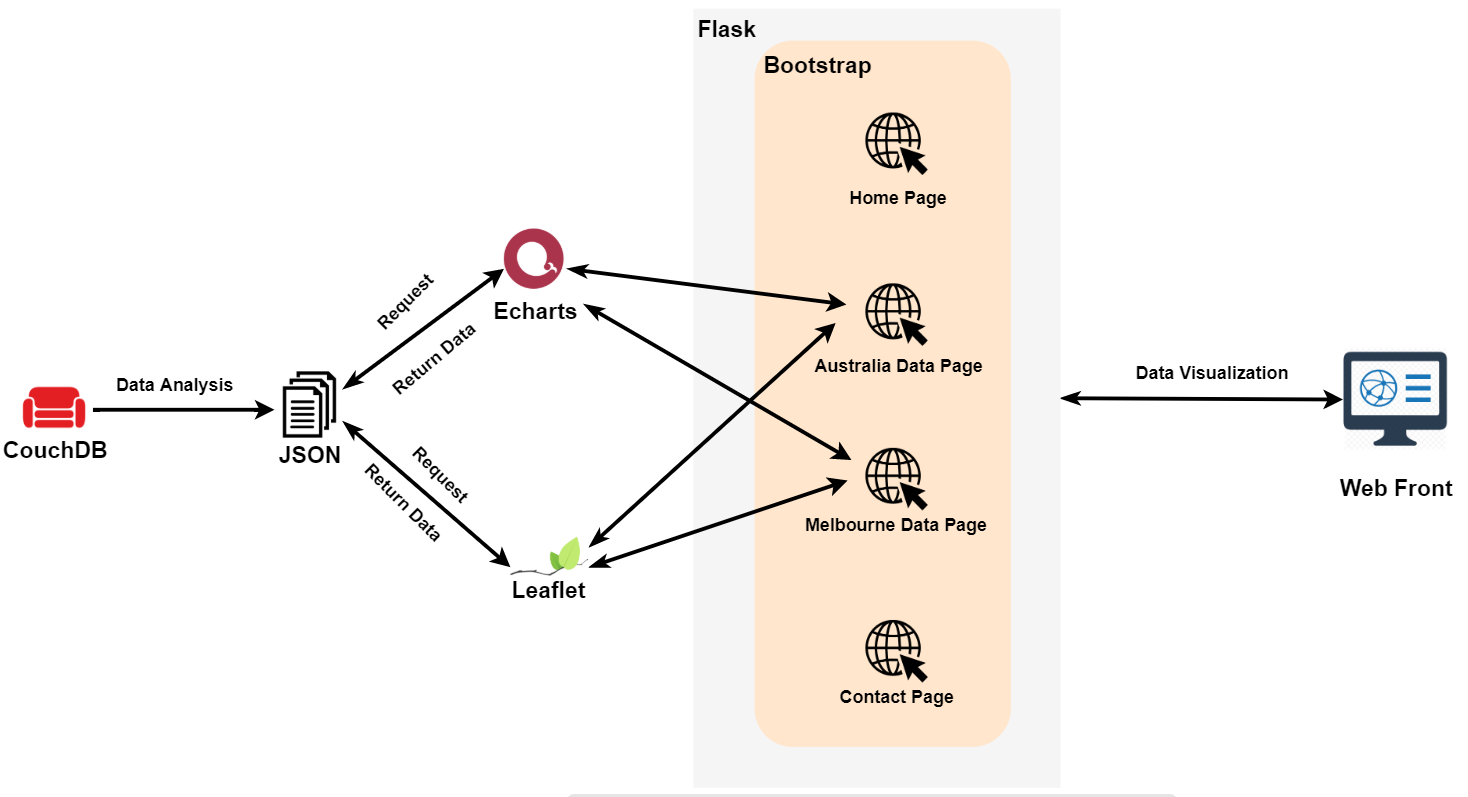 Flask
Bootstrap
Home Page
Request
Echarts
Return Data
Australia Data Page
Data Analysis
Data Visualization
CouchDB
JSON
Request
Return Data
Web Front
Melbourne Data Page
Leaflet
Contact Page